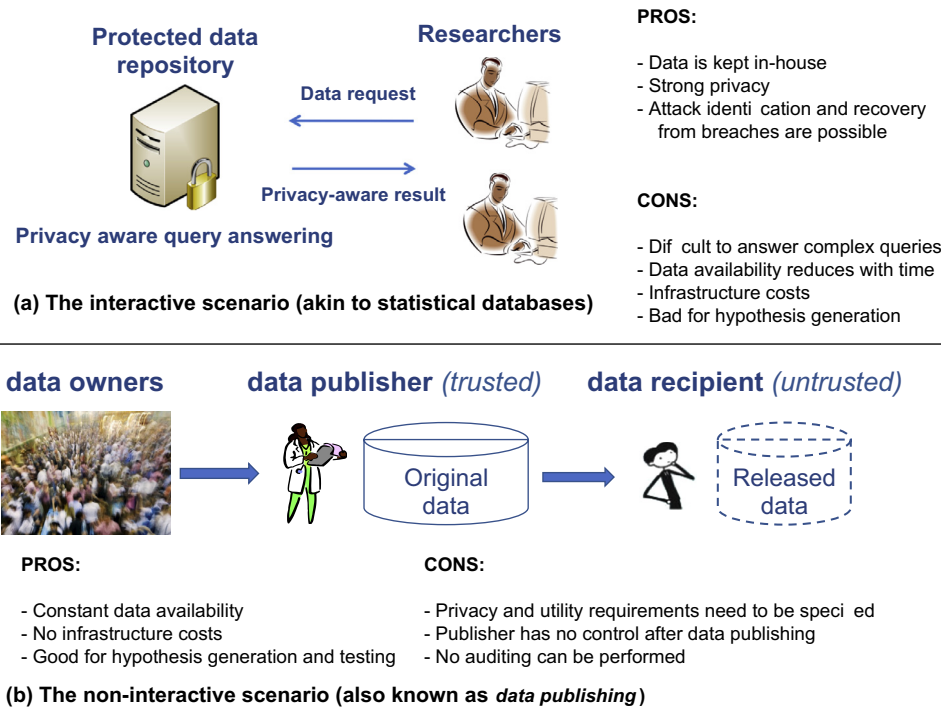 Protected data
repository
Researchers
Data request
Privacy-aware result
Privacy aware query answering
(a) The interactive scenario (akin to statistical databases)
PROS:
- Data is kept in-house
- Strong privacy
- Attack identi cation and recovery
from breaches are possible
CONS:
- Dif cult to answer complex queries
- Data availability reduces with time
- Infrastructure costs
- Bad for hypothesis generation
data owners
data publisher (trusted)
data recipient (untrusted)
Original
data
Released
data
PROS:
- Constant data availability
- No infrastructure costs
- Good for hypothesis generation and testing
CONS:
- Privacy and utility requirements need to be speci ed
- Publisher has no control after data publishing
- No auditing can be performed
(b) The non-interactive scenario (also known as data publishing)